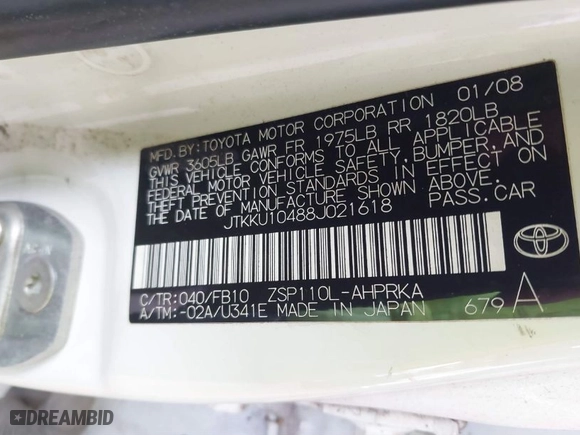 MFD.BY:TOYOTA MOTOR CORPORATION 01/08
GVWR 3605LB GAWR FR 1975LB RR 1820LB
THIS VEHICLE CONFORMS TO ALL APPLICABLE
FEDERAL MOTOR VEHICLE SAFETY,BUMPER,AND
THEFT PREVENTION STANDARDS IN EFFECT ON
THE DATE OF MANUFACTURE SHOWN ABOVE.
JTKKU10488J021618 PASS.CAR
C/TR:040/FB10 ZSP110L-AHPRKA
A/TM:-02A/U341E MADE IN JAPAN 679 A
DREAMBID